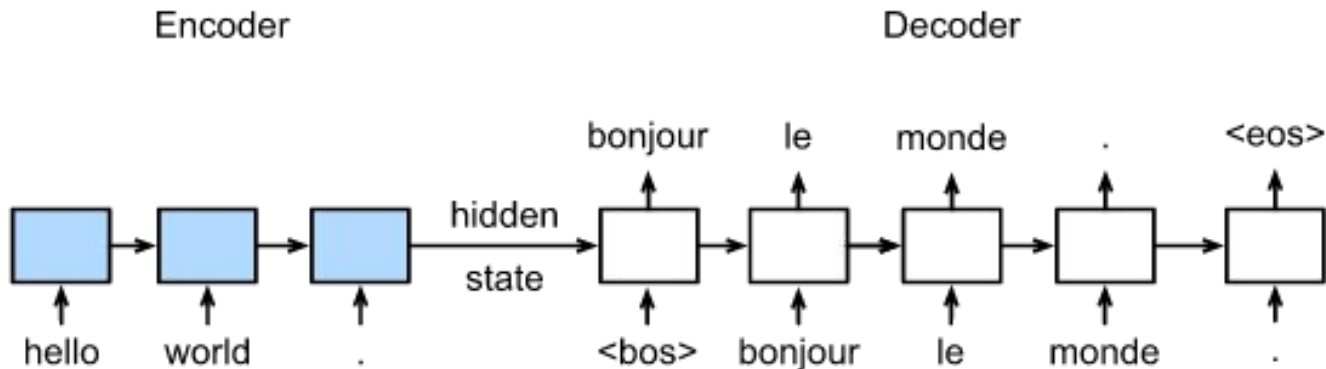 Encoder Decoder
bonjour le monde . <eos>
hidden
state
hello world . <bos> bonjour le monde .